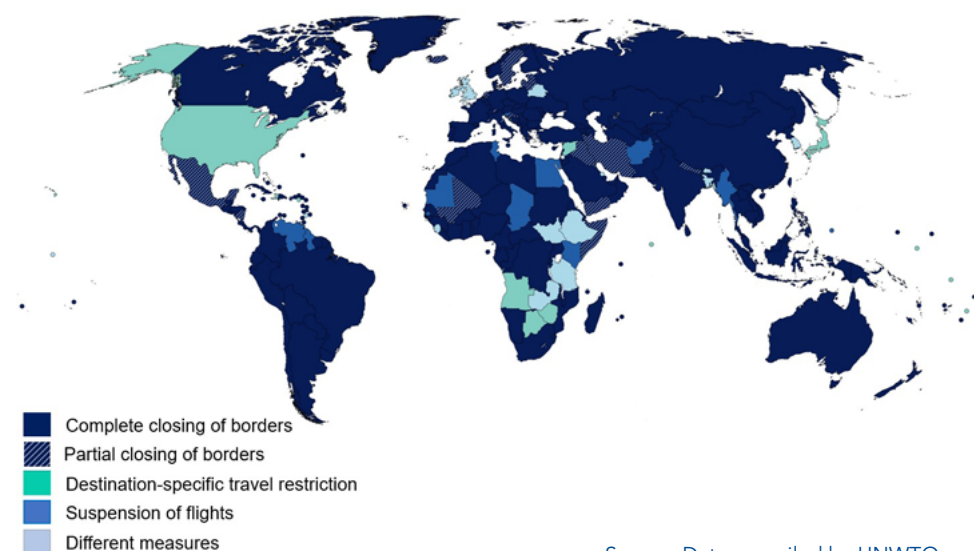 Complete closing of borders
Partial closing of borders
Destination-specific travel restriction
Suspension of flights
Different measures